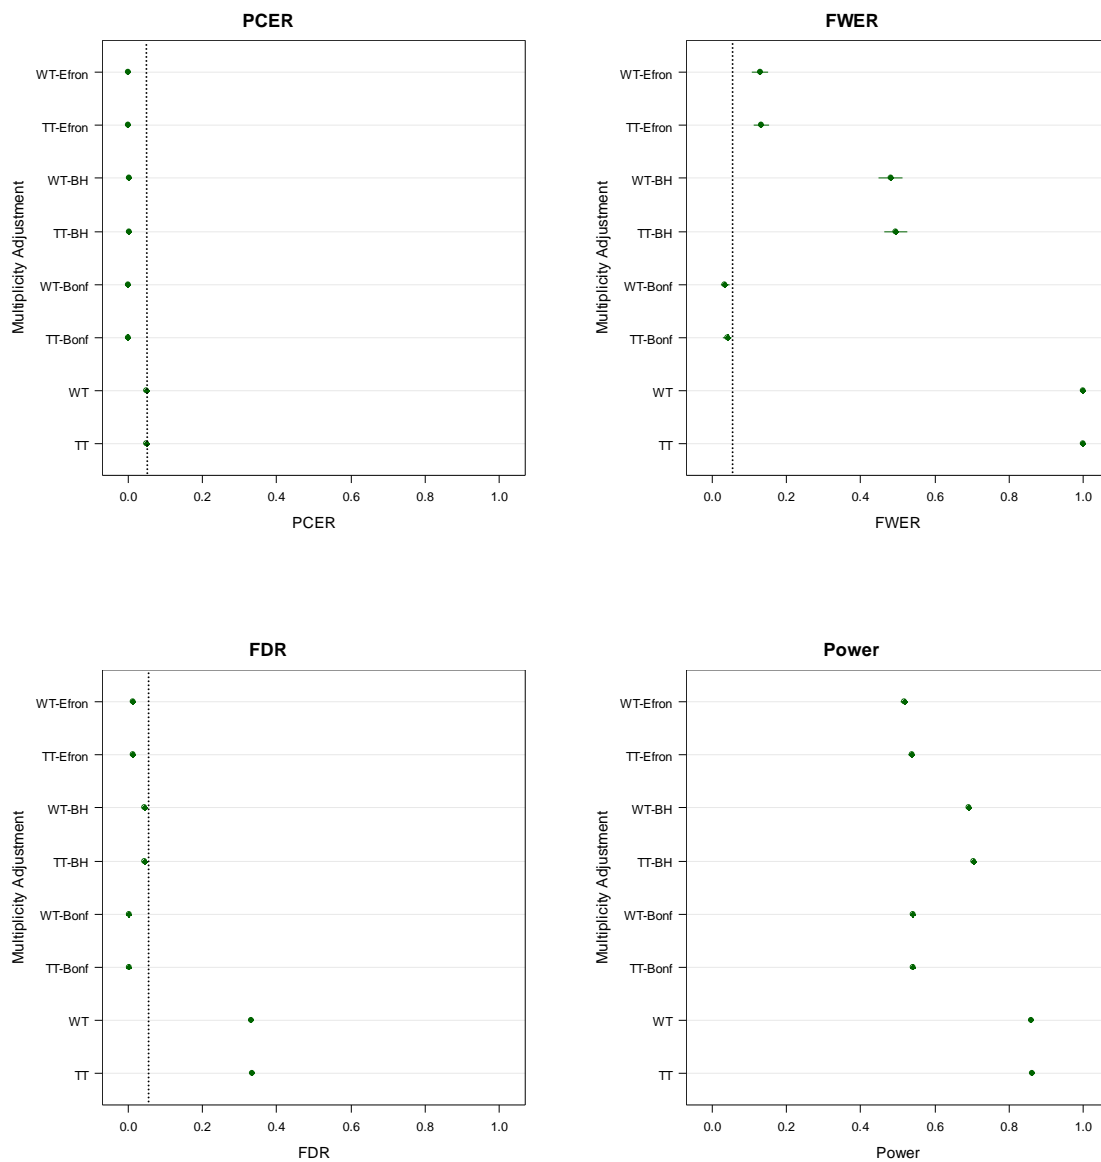 PCER
Multiplicity Adjustment
WT-Efron
TT-Efron
WT-BH
TT-BH
WT-Bonf
TT-Bonf
WT
TT
0.0 0.2 0.4 0.6 0.8 1.0
PCER
FWER
Multiplicity Adjustment
WT-Efron
TT-Efron
WT-BH
TT-BH
WT-Bonf
TT-Bonf
WT
TT
0.0 0.2 0.4 0.6 0.8 1.0
FWER
FDR
Multiplicity Adjustment
WT-Efron
TT-Efron
WT-BH
TT-BH
WT-Bonf
TT-Bonf
WT
TT
0.0 0.2 0.4 0.6 0.8 1.0
FDR
Power
Multiplicity Adjustment
WT-Efron
TT-Efron
WT-BH
TT-BH
WT-Bonf
TT-Bonf
WT
TT
0.0 0.2 0.4 0.6 0.8 1.0
Power